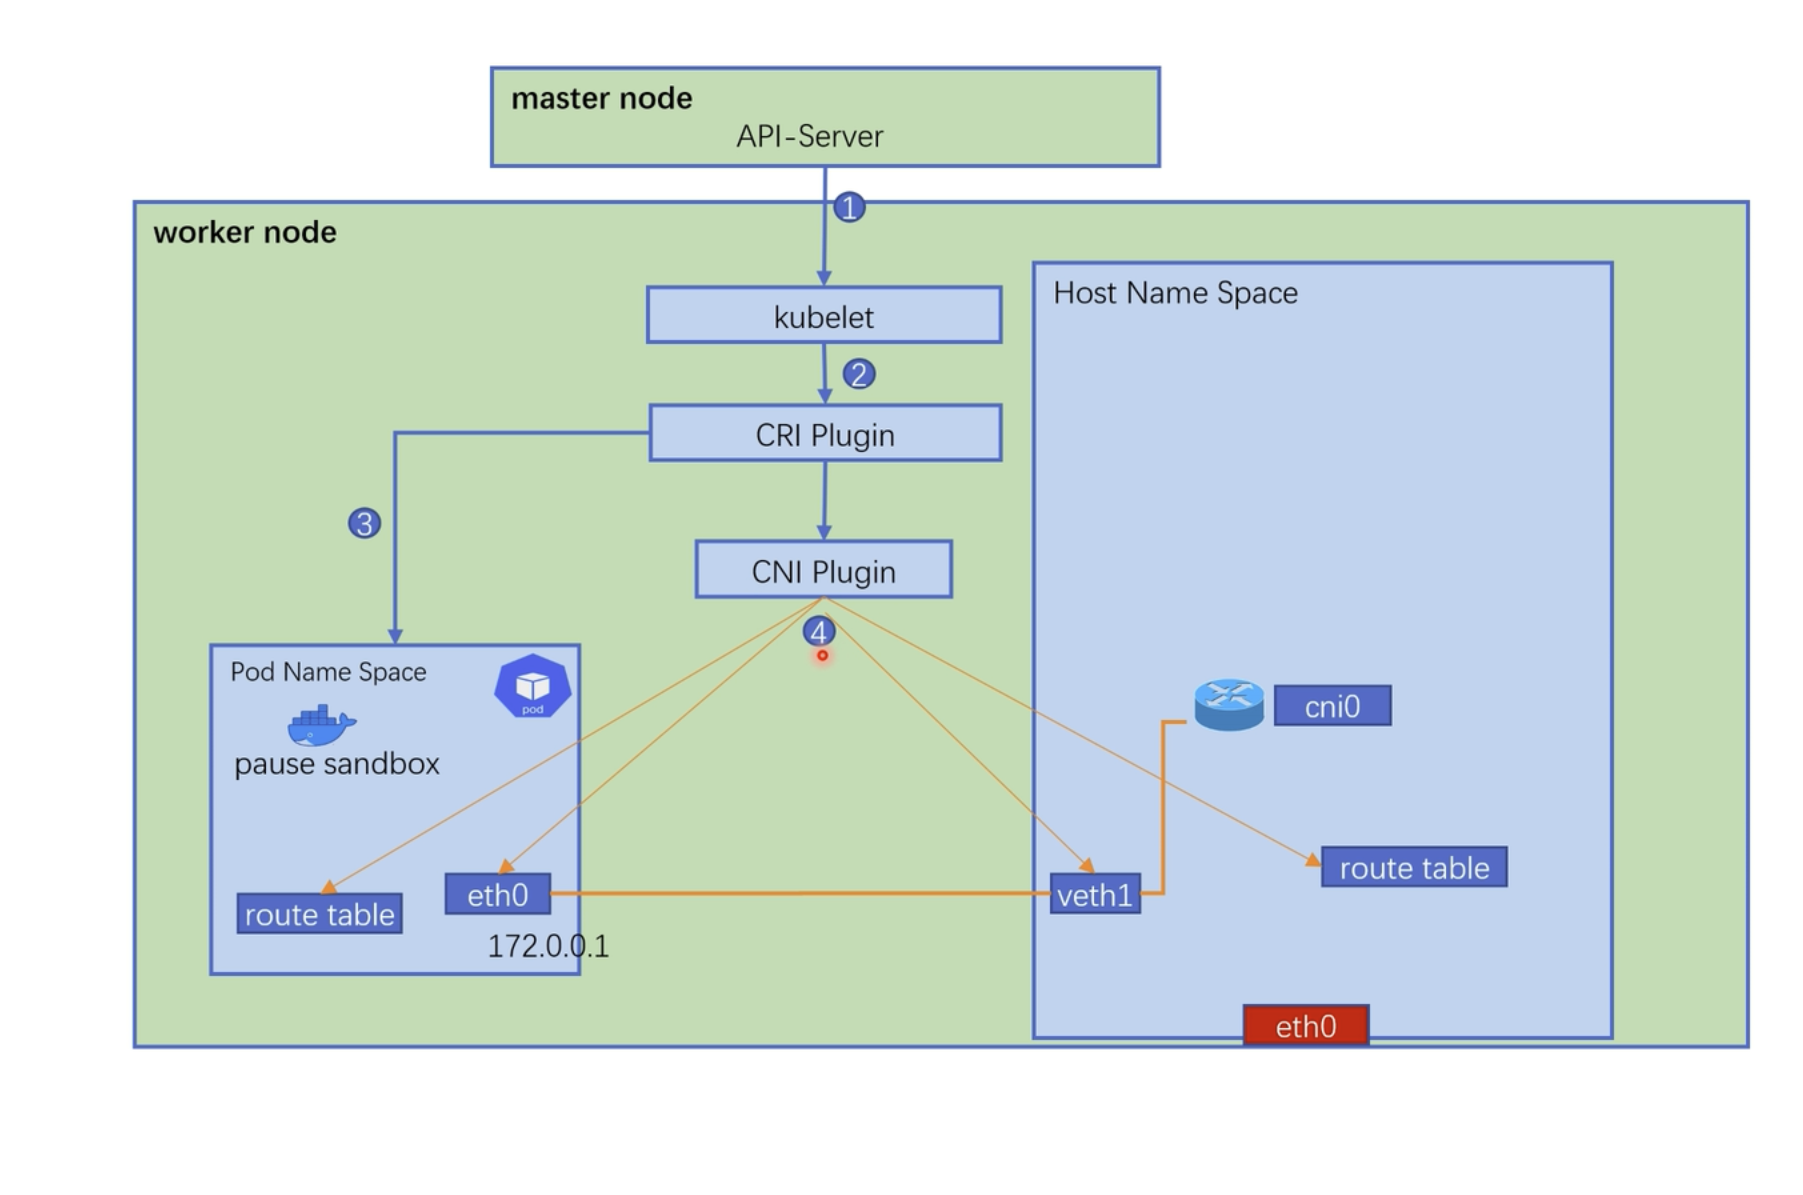 master node
API-Server
1
worker node
Host Name Space
kubelet
2
CRI Plugin
3
CNI Plugin
4
Pod Name Space
pod
pause sandbox
cni0
route table
eth0
veth1
route table
172.0.0.1
eth0